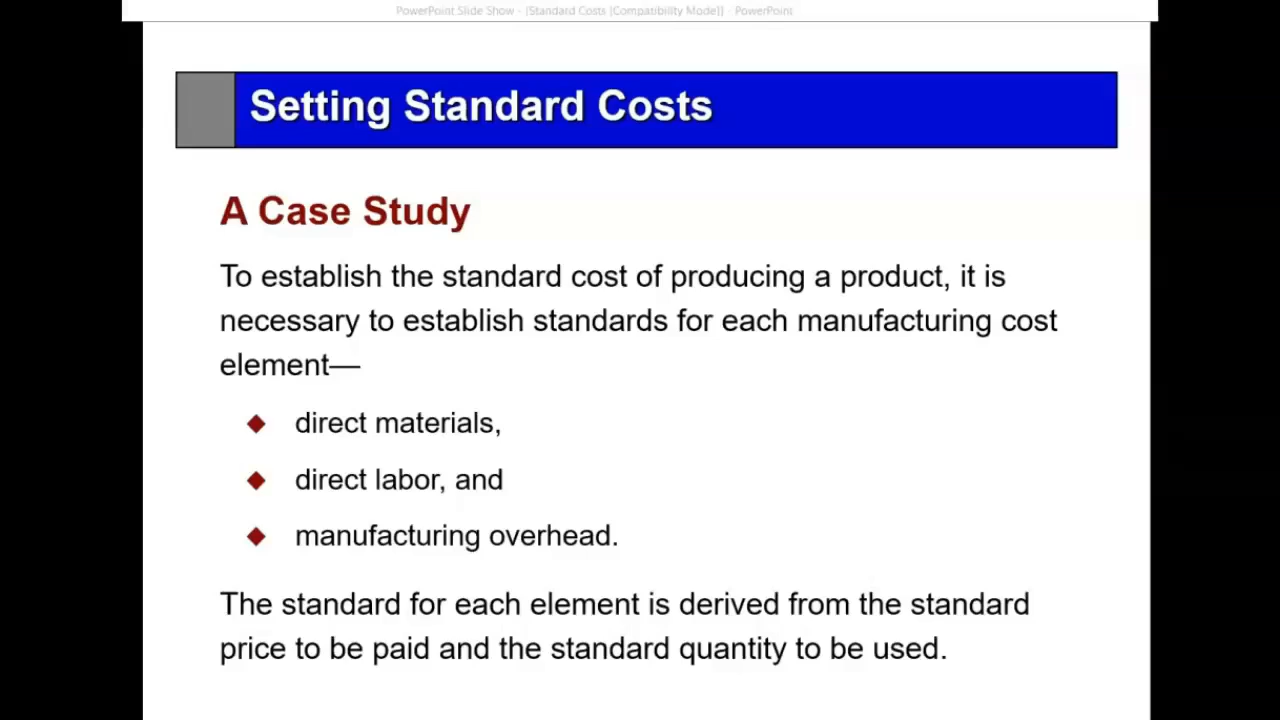 PowerPoint Slide Show - [Standard Costs [Compatibility Mode]] - PowerPoint
Setting Standard Costs
A Case Study
To establish the standard cost of producing a product, it is
necessary to establish standards for each manufacturing cost
element—
direct materials,
direct labor, and
manufacturing overhead.
The standard for each element is derived from the standard
price to be paid and the standard quantity to be used.